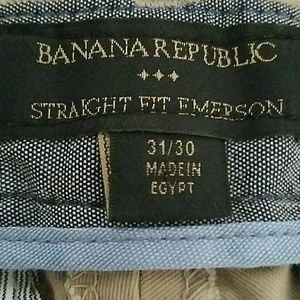 BANANA REPUBLIC
STRAIGHT FIT EMERSON
31/30
MADE IN
EGYPT